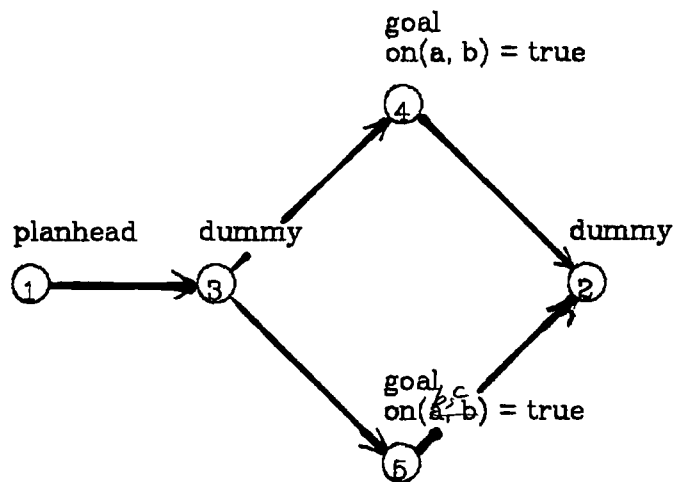 goal
on(a, b) = true
4
planhead
dummy
dummy
1
3
2
goal
b, c
on(a, b) = true
5